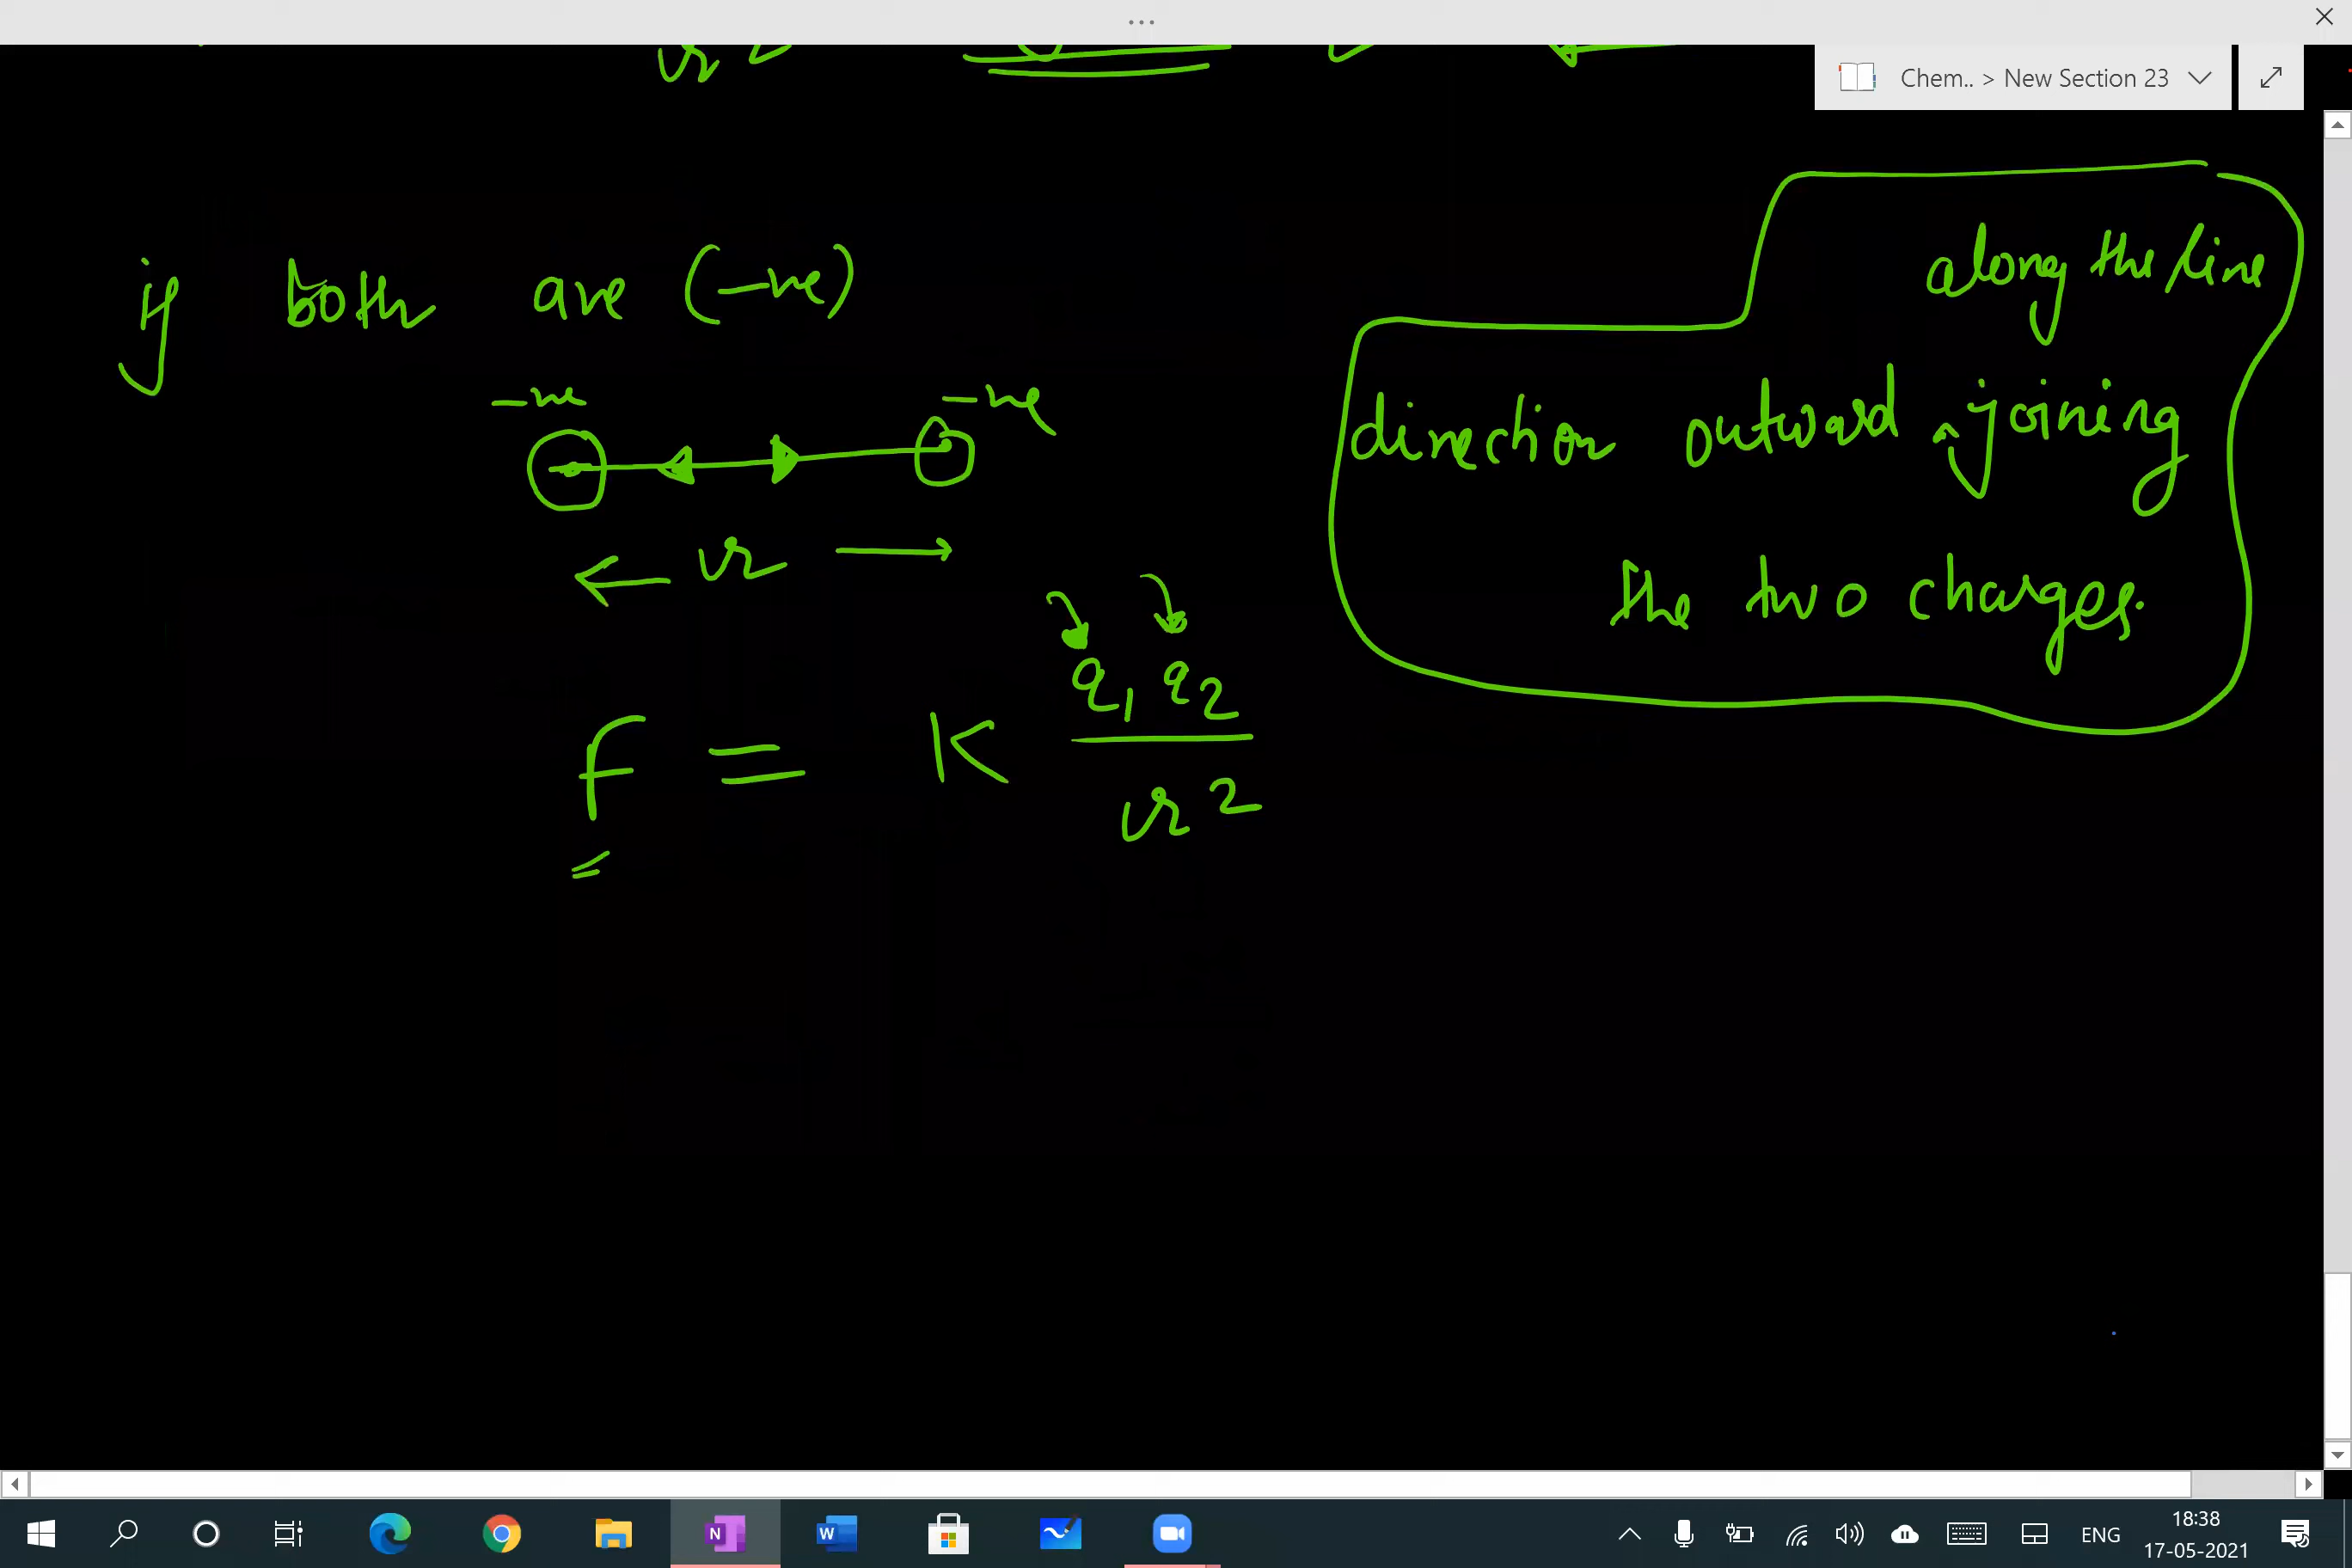 Chem.. > New Section 23
if both are (-ve)
along the line
direction outward joining
the two charges.
-ve -ve
r
f = K q1 q2
r2
ENG
18:38
17-05-2021